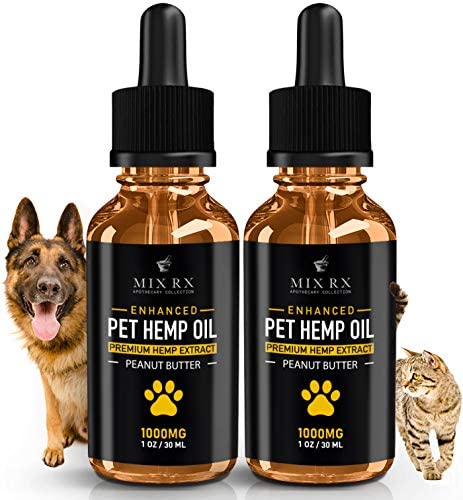 MIX RX
APOTHECARY COLLECTION
ENHANCED
PET HEMP OIL
PREMIUM HEMP EXTRACT
PEANUT BUTTER
1000MG
1 OZ / 30 ML
MIX RX
APOTHECARY COLLECTION
ENHANCED
PET HEMP OIL
PREMIUM HEMP EXTRACT
PEANUT BUTTER
1000MG
1 OZ / 30 ML